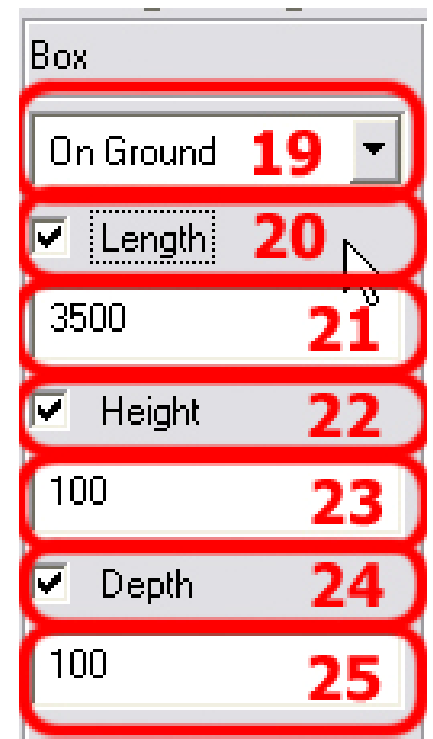 Box
On Ground 19
Length 20
3500 21
Height 22
100 23
Depth 24
100 25